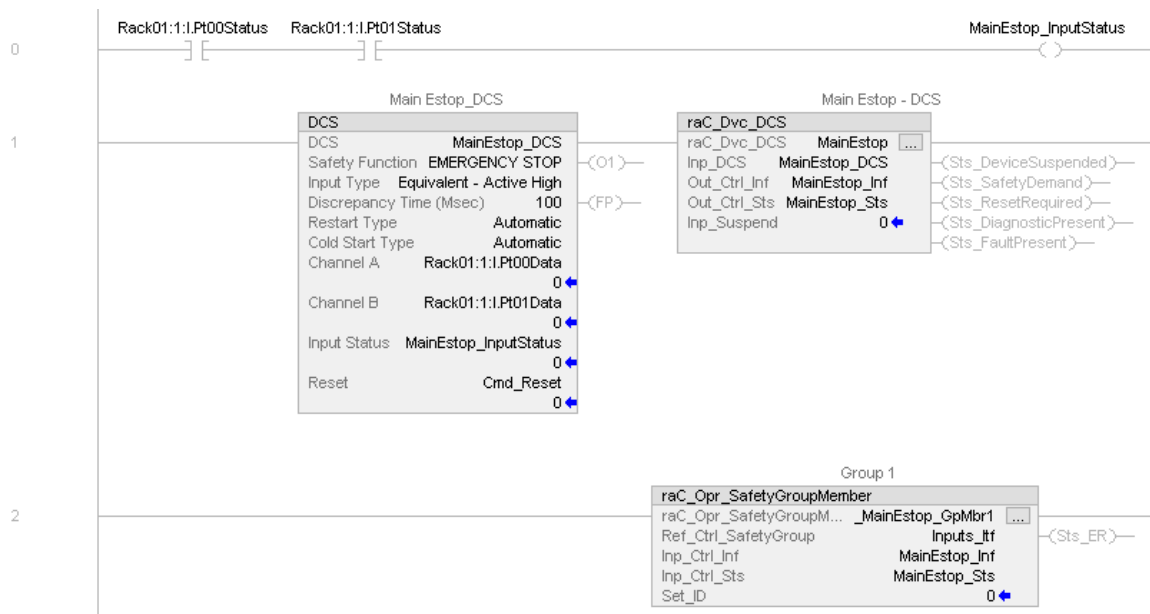 Rack01:1:I.Pt00Status Rack01:1:I.Pt01Status MainEstop_InputStatus
0
Main Estop_DCS Main Estop - DCS
DCS raC_Dvc_DCS
1
DCS MainEstop_DCS raC_Dvc_DCS MainEstop ...
Safety Function EMERGENCY STOP O1 Inp_DCS MainEstop_DCS Sts_DeviceSuspended
Input Type Equivalent - Active High Out_Ctrl_Inf MainEstop_Inf Sts_SafetyDemand
Discrepancy Time (Msec) 100 FP Out_Ctrl_Sts MainEstop_Sts Sts_ResetRequired
Restart Type Automatic Inp_Suspend 0 Sts_DiagnosticPresent
Cold Start Type Automatic Sts_FaultPresent
Channel A Rack01:1:I.Pt00Data
0
Channel B Rack01:1:I.Pt01Data
0
Input Status MainEstop_InputStatus
0
Reset Cmd_Reset
0
Group 1
raC_Opr_SafetyGroupMember
2
raC_Opr_SafetyGroupM... _MainEstop_GpMbr1 ...
Ref_Ctrl_SafetyGroup Inputs_Itf Sts_ER
Inp_Ctrl_Inf MainEstop_Inf
Inp_Ctrl_Sts MainEstop_Sts
Set_ID 0